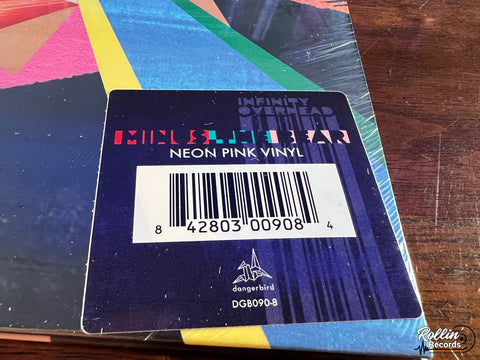 INFINITY
OVERHEAD
MINUS THE BEAR
NEON PINK VINYL
8 42803 00908 4
dangerbird
DGB090-8
Rollin'
Records